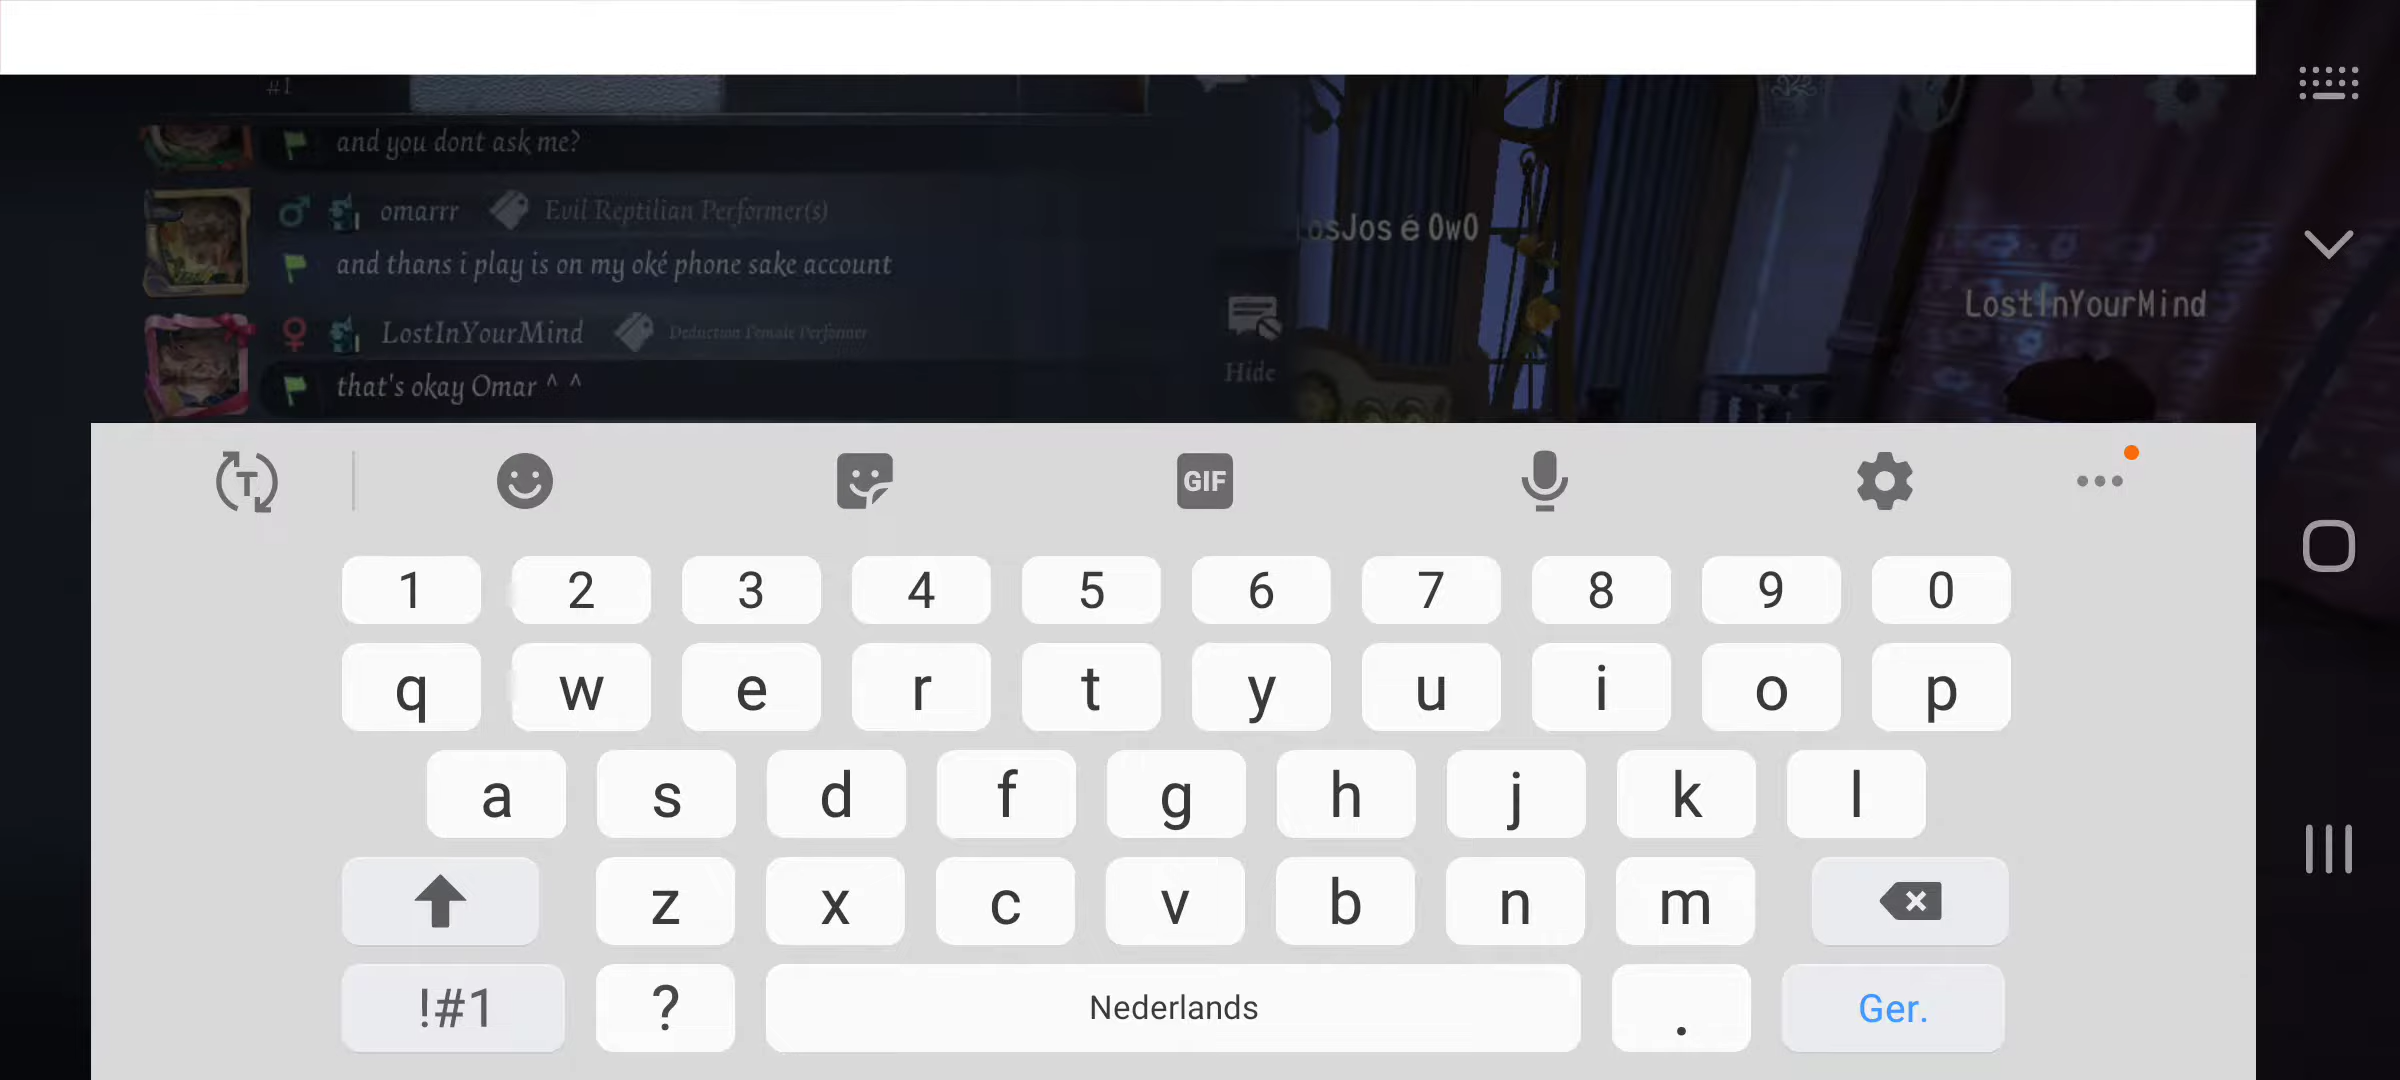 #1
and you dont ask me?
omarrr Evil Reptilian Performer(s)
and thans i play is on my oké phone sake account
LostInYourMind Deduction Female Performer
that's okay Omar ^ ^
Hide
osJos é OwO
LostInYourMind
T
GIF
1 2 3 4 5 6 7 8 9 0
q w e r t y u i o p
a s d f g h j k l
z x c v b n m
!#1 ? Nederlands . Ger.